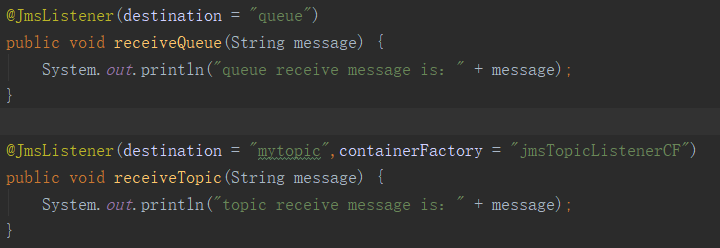 @JmsListener(destination = "queue")
public void receiveQueue(String message) {
    System.out.println("queue receive message is: " + message);
}
@JmsListener(destination = "mytopic",containerFactory = "jmsTopicListenerCF")
public void receiveTopic(String message) {
    System.out.println("topic receive message is: " + message);
}